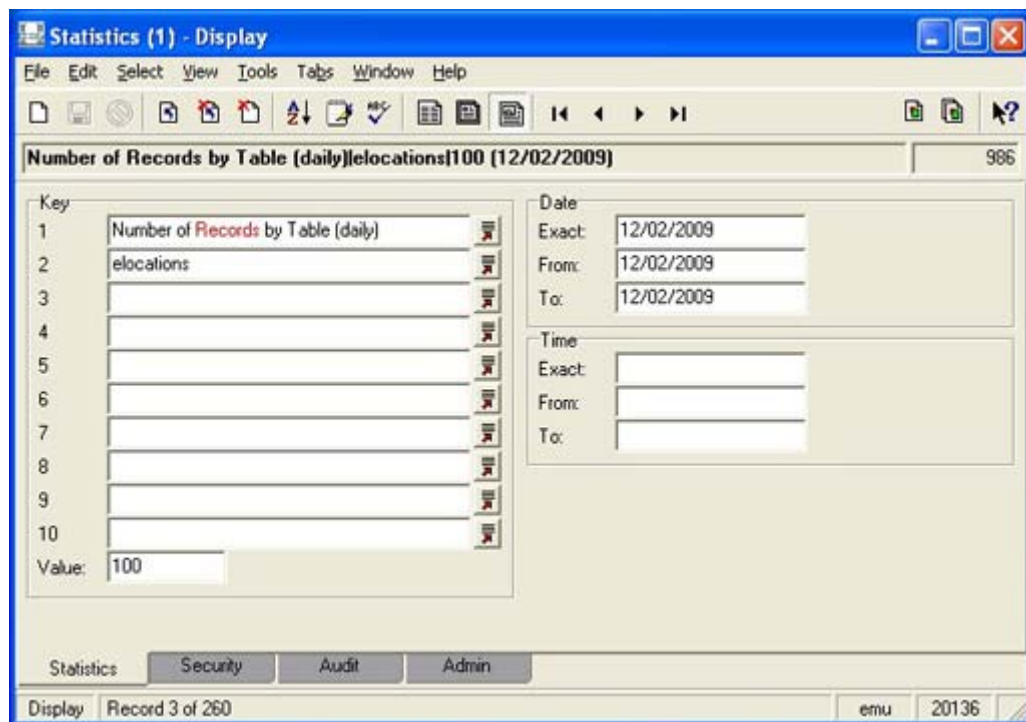 Statistics (1) - Display
File Edit Select View Tools Tabs Window Help
Number of Records by Table (daily)|elocations|100 (12/02/2009) 986
Key
1 Number of Records by Table (daily)
2 elocations
3
4
5
6
7
8
9
10
Value: 100
Date
Exact: 12/02/2009
From: 12/02/2009
To: 12/02/2009
Time
Exact:
From:
To:
Statistics Security Audit Admin
Display Record 3 of 260 emu 20136